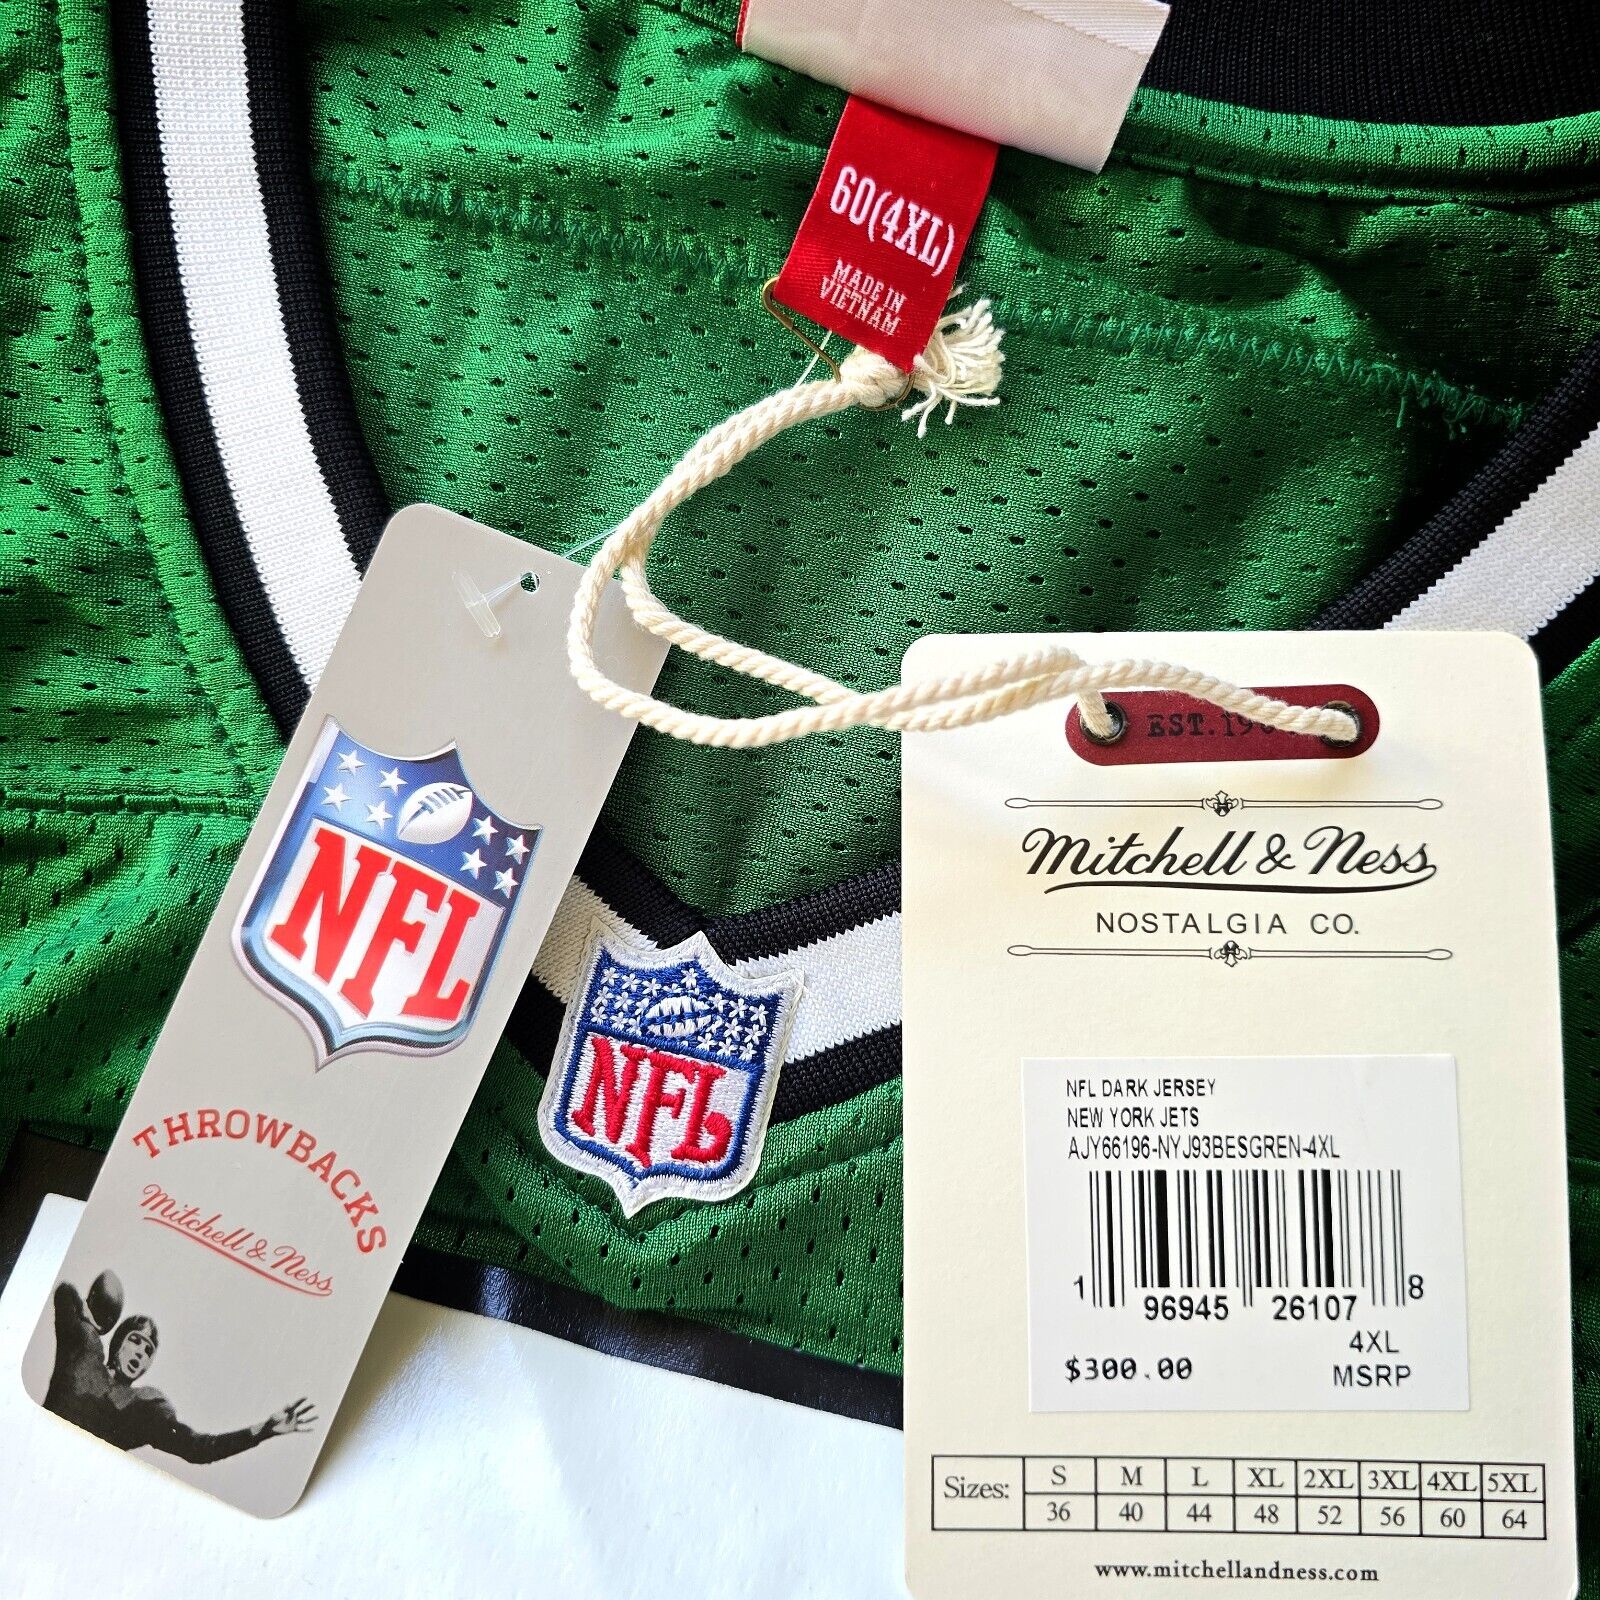 60(4XL)
MADE IN
VIETNAM
NFL
THROWBACKS
Mitchell & Ness
NFL
EST.19
Mitchell & Ness
NOSTALGIA CO.
NFL DARK JERSEY
NEW YORK JETS
AJY66196-NYJ93BESGREN-4XL
1 96945 26107 8
4XL
$300.00 MSRP
Sizes: S M L XL 2XL 3XL 4XL 5XL
36 40 44 48 52 56 60 64
www.mitchellandness.com